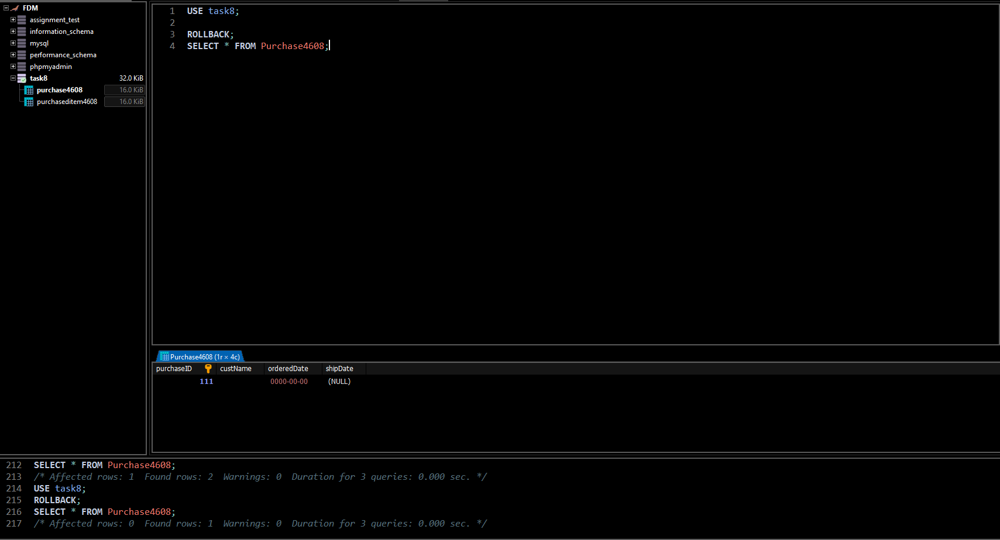 FDM
assignment_test
information_schema
mysql
performance_schema
phpmyadmin
task8 32.0 KiB
purchase4608 16.0 KiB
purchaseditem4608 16.0 KiB
1 USE task8;
2
3 ROLLBACK;
4 SELECT * FROM Purchase4608;
Purchase4608 (1r × 4c)
purchaseID custName orderedDate shipDate
111 0000-00-00 (NULL)
212 SELECT * FROM Purchase4608;
213 /* Affected rows: 1 Found rows: 2 Warnings: 0 Duration for 3 queries: 0.000 sec. */
214 USE task8;
215 ROLLBACK;
216 SELECT * FROM Purchase4608;
217 /* Affected rows: 0 Found rows: 1 Warnings: 0 Duration for 3 queries: 0.000 sec. */